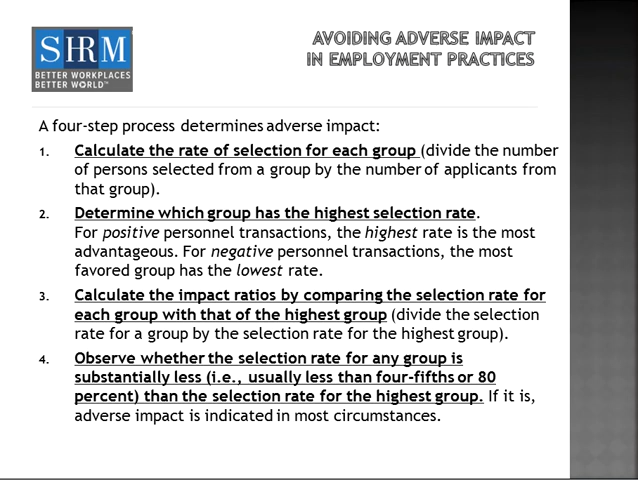 SHRM
BETTER WORKPLACES
BETTER WORLD™
AVOIDING ADVERSE IMPACT
IN EMPLOYMENT PRACTICES
A four-step process determines adverse impact:
1. Calculate the rate of selection for each group (divide the number
of persons selected from a group by the number of applicants from
that group).
2. Determine which group has the highest selection rate.
For positive personnel transactions, the highest rate is the most
advantageous. For negative personnel transactions, the most
favored group has the lowest rate.
3. Calculate the impact ratios by comparing the selection rate for
each group with that of the highest group (divide the selection
rate for a group by the selection rate for the highest group).
4. Observe whether the selection rate for any group is
substantially less (i.e., usually less than four-fifths or 80
percent) than the selection rate for the highest group. If it is,
adverse impact is indicated in most circumstances.